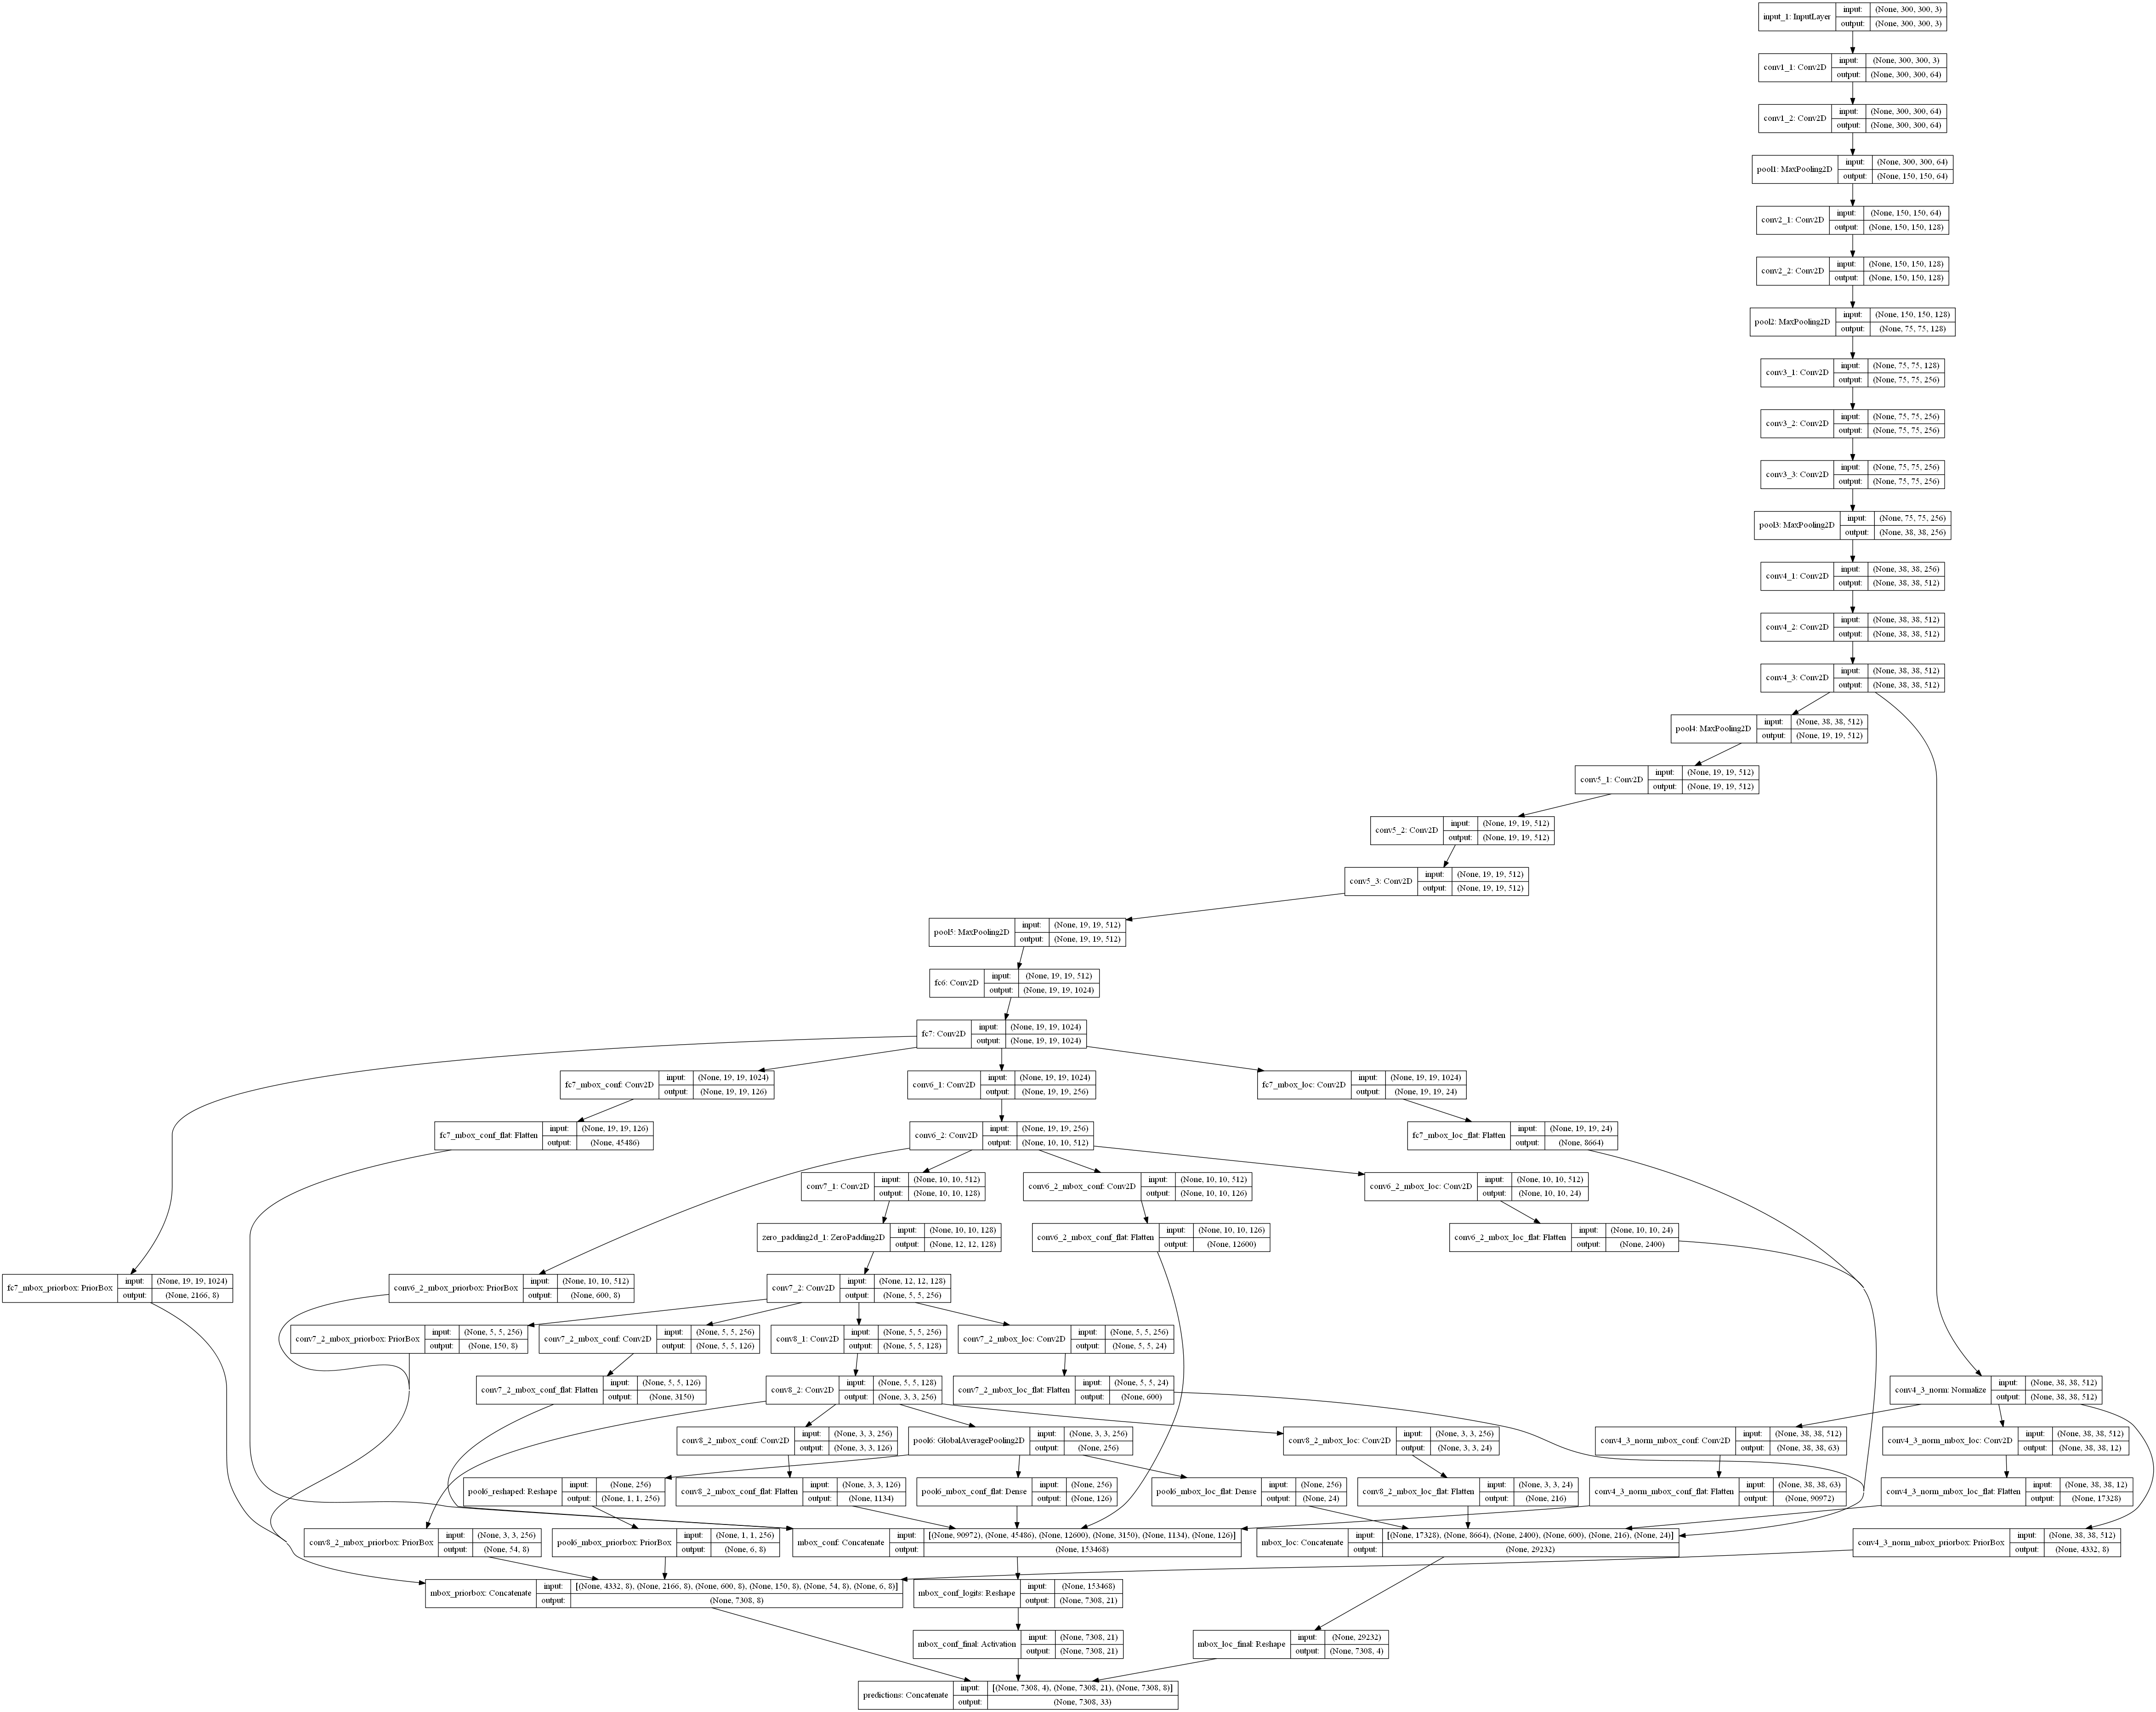 input_1: InputLayer input: (None, 300, 300, 3)
output: (None, 300, 300, 3)
conv1_1: Conv2D input: (None, 300, 300, 3)
output: (None, 300, 300, 64)
conv1_2: Conv2D input: (None, 300, 300, 64)
output: (None, 300, 300, 64)
pool1: MaxPooling2D input: (None, 300, 300, 64)
output: (None, 150, 150, 64)
conv2_1: Conv2D input: (None, 150, 150, 64)
output: (None, 150, 150, 128)
conv2_2: Conv2D input: (None, 150, 150, 128)
output: (None, 150, 150, 128)
pool2: MaxPooling2D input: (None, 150, 150, 128)
output: (None, 75, 75, 128)
conv3_1: Conv2D input: (None, 75, 75, 128)
output: (None, 75, 75, 256)
conv3_2: Conv2D input: (None, 75, 75, 256)
output: (None, 75, 75, 256)
conv3_3: Conv2D input: (None, 75, 75, 256)
output: (None, 75, 75, 256)
pool3: MaxPooling2D input: (None, 75, 75, 256)
output: (None, 38, 38, 256)
conv4_1: Conv2D input: (None, 38, 38, 256)
output: (None, 38, 38, 512)
conv4_2: Conv2D input: (None, 38, 38, 512)
output: (None, 38, 38, 512)
conv4_3: Conv2D input: (None, 38, 38, 512)
output: (None, 38, 38, 512)
pool4: MaxPooling2D input: (None, 38, 38, 512)
output: (None, 19, 19, 512)
conv5_1: Conv2D input: (None, 19, 19, 512)
output: (None, 19, 19, 512)
conv5_2: Conv2D input: (None, 19, 19, 512)
output: (None, 19, 19, 512)
conv5_3: Conv2D input: (None, 19, 19, 512)
output: (None, 19, 19, 512)
pool5: MaxPooling2D input: (None, 19, 19, 512)
output: (None, 19, 19, 512)
fc6: Conv2D input: (None, 19, 19, 512)
output: (None, 19, 19, 1024)
fc7: Conv2D input: (None, 19, 19, 1024)
output: (None, 19, 19, 1024)
fc7_mbox_conf: Conv2D input: (None, 19, 19, 1024)
output: (None, 19, 19, 126)
conv6_1: Conv2D input: (None, 19, 19, 1024)
output: (None, 19, 19, 256)
fc7_mbox_loc: Conv2D input: (None, 19, 19, 1024)
output: (None, 19, 19, 24)
fc7_mbox_conf_flat: Flatten input: (None, 19, 19, 126)
output: (None, 45486)
conv6_2: Conv2D input: (None, 19, 19, 256)
output: (None, 10, 10, 512)
fc7_mbox_loc_flat: Flatten input: (None, 19, 19, 24)
output: (None, 8664)
conv7_1: Conv2D input: (None, 10, 10, 512)
output: (None, 10, 10, 128)
conv6_2_mbox_conf: Conv2D input: (None, 10, 10, 512)
output: (None, 10, 10, 126)
conv6_2_mbox_loc: Conv2D input: (None, 10, 10, 512)
output: (None, 10, 10, 24)
zero_padding2d_1: ZeroPadding2D input: (None, 10, 10, 128)
output: (None, 12, 12, 128)
conv6_2_mbox_conf_flat: Flatten input: (None, 10, 10, 126)
output: (None, 12600)
conv6_2_mbox_loc_flat: Flatten input: (None, 10, 10, 24)
output: (None, 2400)
fc7_mbox_priorbox: PriorBox input: (None, 19, 19, 1024)
output: (None, 2166, 8)
conv6_2_mbox_priorbox: PriorBox input: (None, 10, 10, 512)
output: (None, 600, 8)
conv7_2: Conv2D input: (None, 12, 12, 128)
output: (None, 5, 5, 256)
conv7_2_mbox_priorbox: PriorBox input: (None, 5, 5, 256)
output: (None, 150, 8)
conv7_2_mbox_conf: Conv2D input: (None, 5, 5, 256)
output: (None, 5, 5, 126)
conv8_1: Conv2D input: (None, 5, 5, 256)
output: (None, 5, 5, 128)
conv7_2_mbox_loc: Conv2D input: (None, 5, 5, 256)
output: (None, 5, 5, 24)
conv7_2_mbox_conf_flat: Flatten input: (None, 5, 5, 126)
output: (None, 3150)
conv8_2: Conv2D input: (None, 5, 5, 128)
output: (None, 3, 3, 256)
conv7_2_mbox_loc_flat: Flatten input: (None, 5, 5, 24)
output: (None, 600)
conv4_3_norm: Normalize input: (None, 38, 38, 512)
output: (None, 38, 38, 512)
conv8_2_mbox_conf: Conv2D input: (None, 3, 3, 256)
output: (None, 3, 3, 126)
pool6: GlobalAveragePooling2D input: (None, 3, 3, 256)
output: (None, 256)
conv8_2_mbox_loc: Conv2D input: (None, 3, 3, 256)
output: (None, 3, 3, 24)
conv4_3_norm_mbox_conf: Conv2D input: (None, 38, 38, 512)
output: (None, 38, 38, 63)
conv4_3_norm_mbox_loc: Conv2D input: (None, 38, 38, 512)
output: (None, 38, 38, 12)
pool6_reshaped: Reshape input: (None, 256)
output: (None, 1, 1, 256)
conv8_2_mbox_conf_flat: Flatten input: (None, 3, 3, 126)
output: (None, 1134)
pool6_mbox_conf_flat: Dense input: (None, 256)
output: (None, 126)
pool6_mbox_loc_flat: Dense input: (None, 256)
output: (None, 24)
conv8_2_mbox_loc_flat: Flatten input: (None, 3, 3, 24)
output: (None, 216)
conv4_3_norm_mbox_conf_flat: Flatten input: (None, 38, 38, 63)
output: (None, 90972)
conv4_3_norm_mbox_loc_flat: Flatten input: (None, 38, 38, 12)
output: (None, 17328)
conv8_2_mbox_priorbox: PriorBox input: (None, 3, 3, 256)
output: (None, 54, 8)
pool6_mbox_priorbox: PriorBox input: (None, 1, 1, 256)
output: (None, 6, 8)
mbox_conf: Concatenate input: [(None, 90972), (None, 45486), (None, 12600), (None, 3150), (None, 1134), (None, 126)]
output: (None, 153468)
mbox_loc: Concatenate input: [(None, 17328), (None, 8664), (None, 2400), (None, 600), (None, 216), (None, 24)]
output: (None, 29232)
conv4_3_norm_mbox_priorbox: PriorBox input: (None, 38, 38, 512)
output: (None, 4332, 8)
mbox_priorbox: Concatenate input: [(None, 4332, 8), (None, 2166, 8), (None, 600, 8), (None, 150, 8), (None, 54, 8), (None, 6, 8)]
output: (None, 7308, 8)
mbox_conf_logits: Reshape input: (None, 153468)
output: (None, 7308, 21)
mbox_conf_final: Activation input: (None, 7308, 21)
output: (None, 7308, 21)
mbox_loc_final: Reshape input: (None, 29232)
output: (None, 7308, 4)
predictions: Concatenate input: [(None, 7308, 4), (None, 7308, 21), (None, 7308, 8)]
output: (None, 7308, 33)